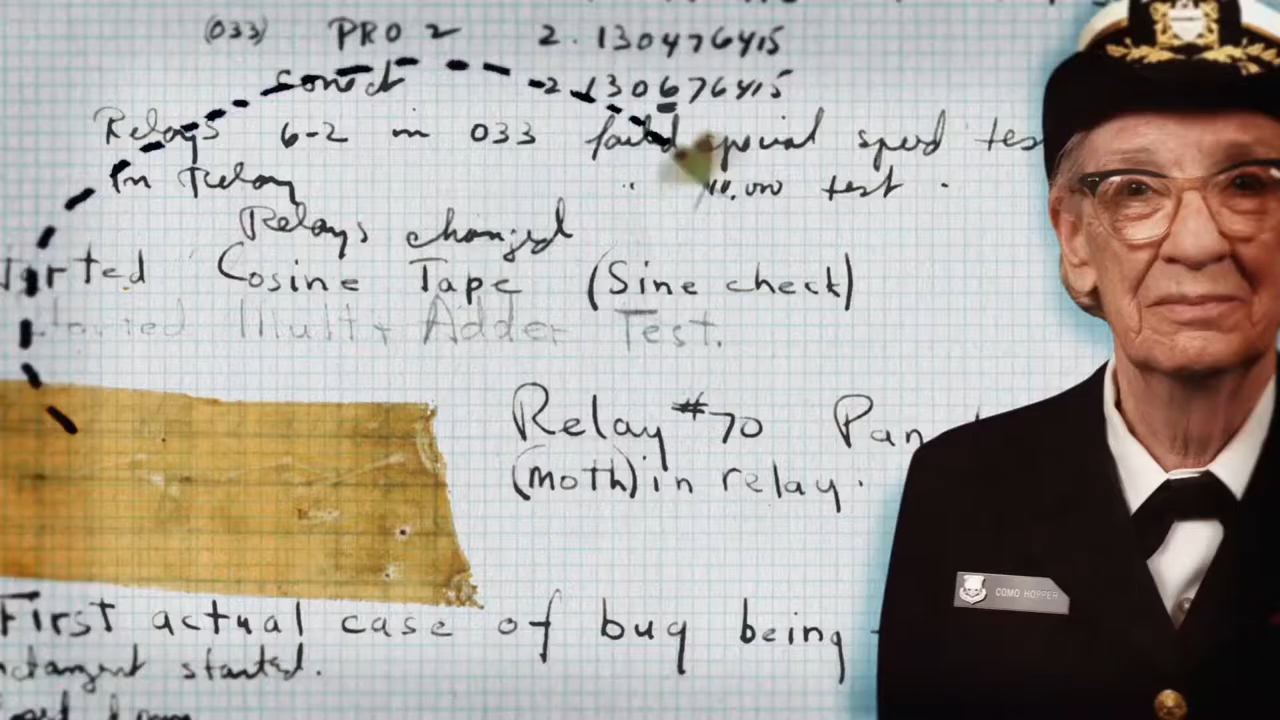 (033) PRO 2 2.130476415
conect 2.130676415
Relays 6-2 in 033 failed special speed tes
In Relay " 10,000 test .
Relays changed
Started Cosine Tape (Sine check)
Started Mult + Adder Test.
Relay #70 Pan
(moth) in relay.
First actual case of bug being
started.
COMO HOPPER